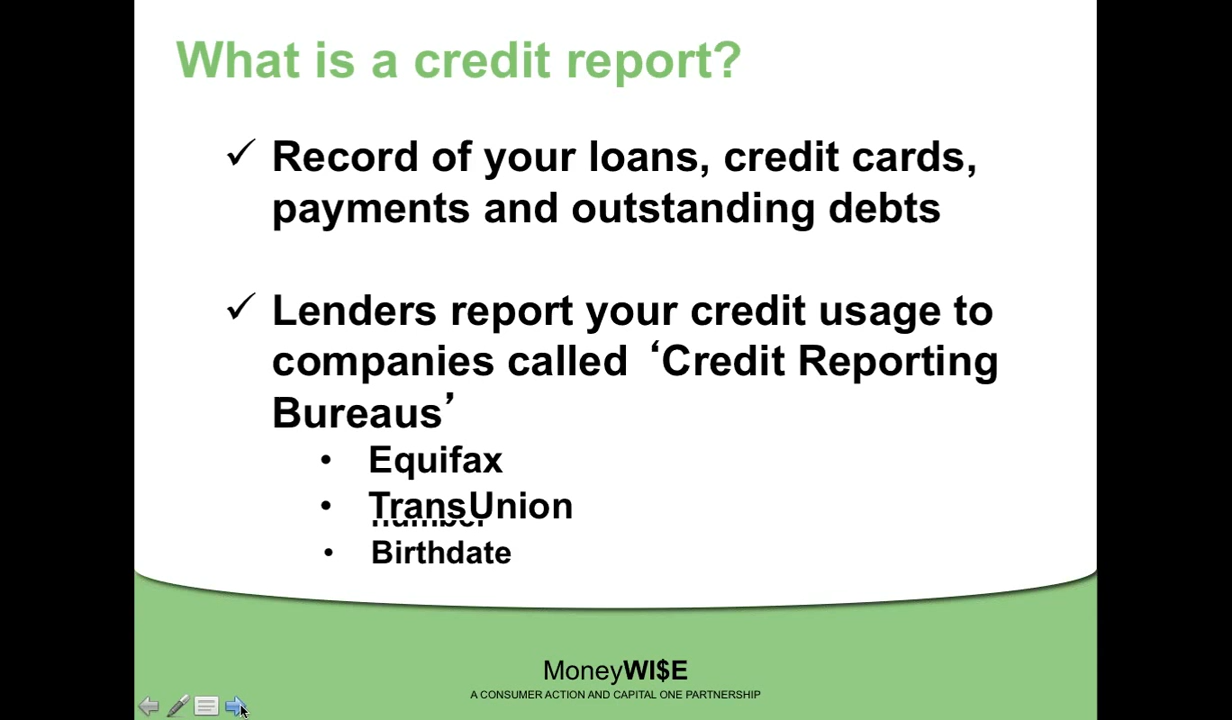 What is a credit report?
✓ Record of your loans, credit cards,
payments and outstanding debts
✓ Lenders report your credit usage to
companies called ‘Credit Reporting
Bureaus’
• Equifax
• TransUnion
number
• Birthdate
MoneyWI$E
A CONSUMER ACTION AND CAPITAL ONE PARTNERSHIP